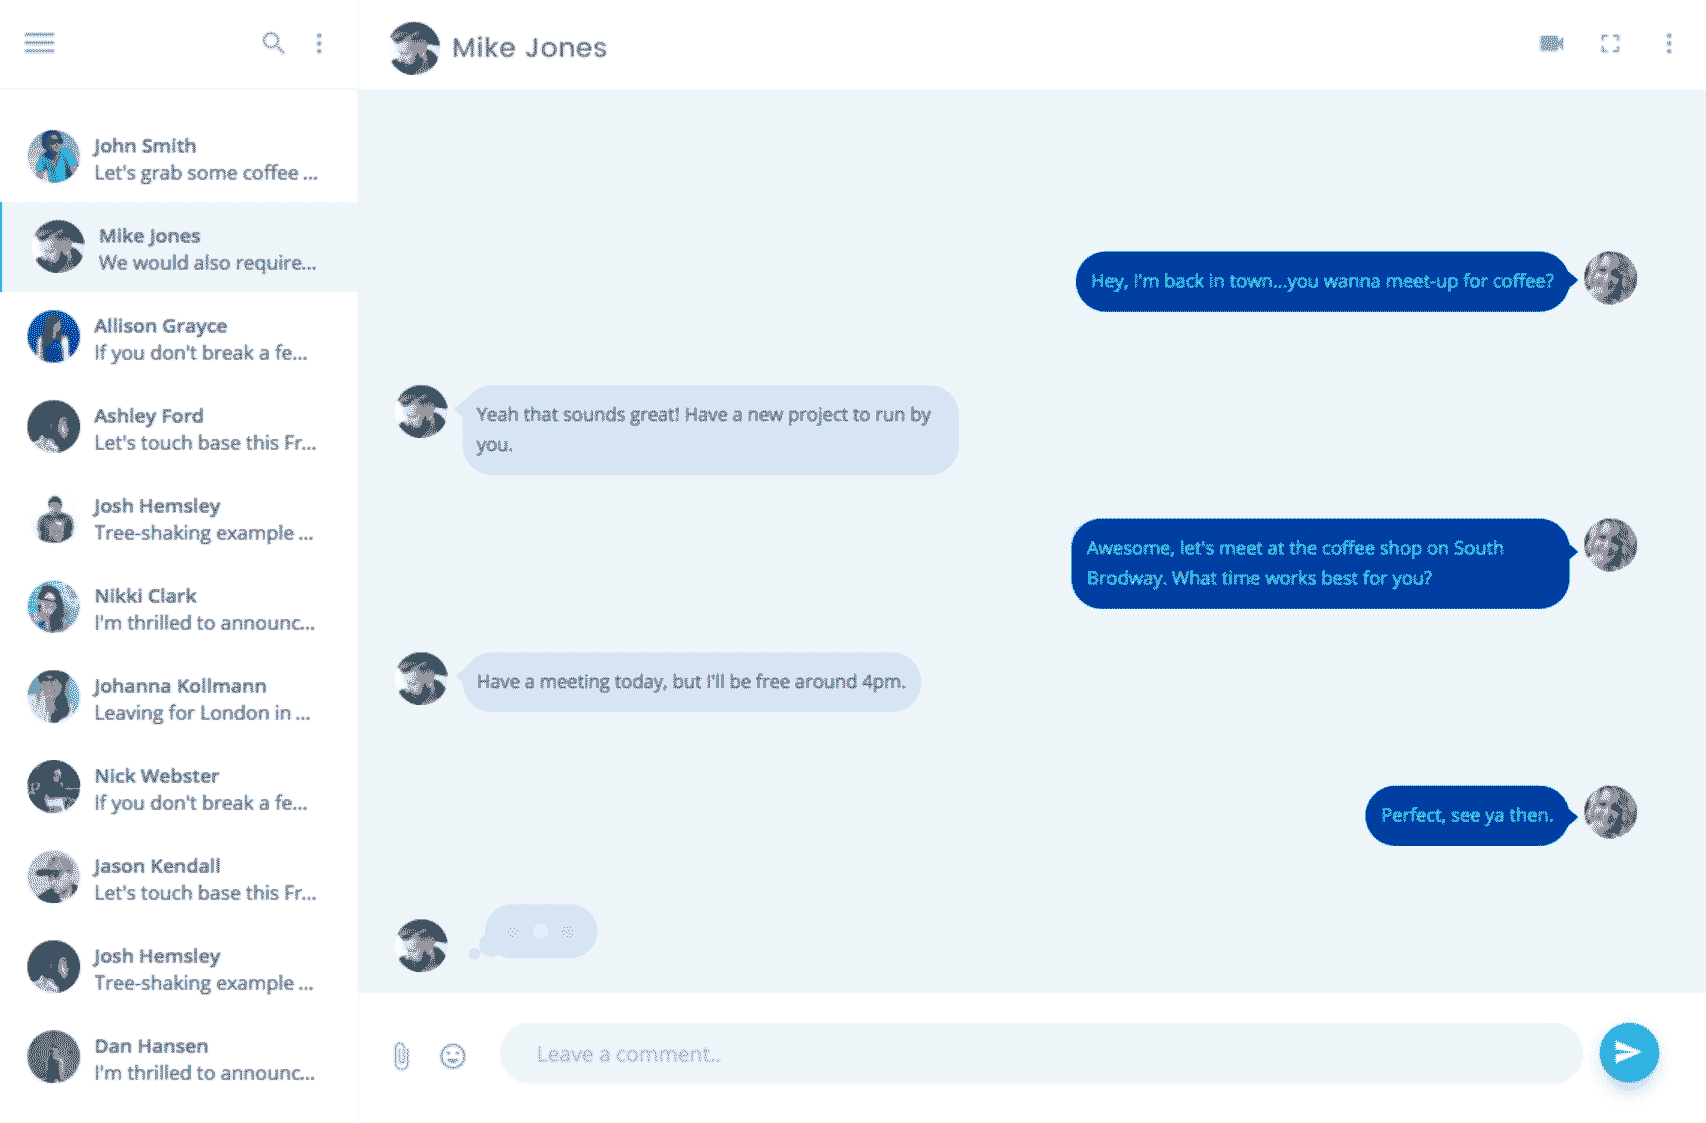 Mike Jones
John Smith
Let's grab some coffee ...
Mike Jones
We would also require...
Allison Grayce
If you don't break a fe...
Ashley Ford
Let's touch base this Fr...
Josh Hemsley
Tree-shaking example ...
Nikki Clark
I'm thrilled to announc...
Johanna Kollmann
Leaving for London in ...
Nick Webster
If you don't break a fe...
Jason Kendall
Let's touch base this Fr...
Josh Hemsley
Tree-shaking example ...
Dan Hansen
I'm thrilled to announc...
Hey, I'm back in town...you wanna meet-up for coffee?
Yeah that sounds great! Have a new project to run by
you.
Awesome, let's meet at the coffee shop on South
Brodway. What time works best for you?
Have a meeting today, but I'll be free around 4pm.
Perfect, see ya then.
Leave a comment..